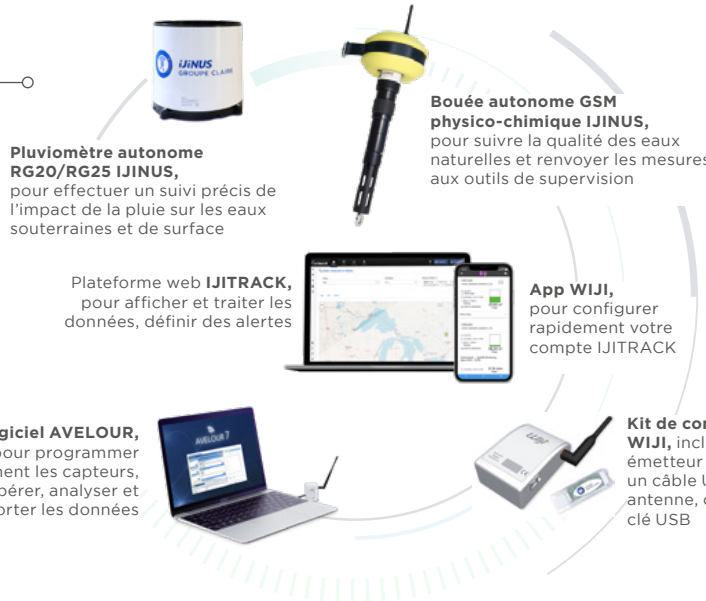 iJiNUS
GROUPE CLAIRE
Bouée autonome GSM
physico-chimique IJINUS,
pour suivre la qualité des eaux
naturelles et renvoyer les mesures
aux outils de supervision
Pluviomètre autonome
RG20/RG25 IJINUS,
pour effectuer un suivi précis de
l'impact de la pluie sur les eaux
souterraines et de surface
Plateforme web IJITRACK,
pour afficher et traiter les
données, définir des alertes
App WIJI,
pour configurer
rapidement votre
compte IJITRACK
giciel AVELOUR,
pour programmer
ment les capteurs,
pérer, analyser et
orter les données
AVELOUR 7
Kit de con
WIJI, incl
émetteur
un câble U
antenne,
clé USB